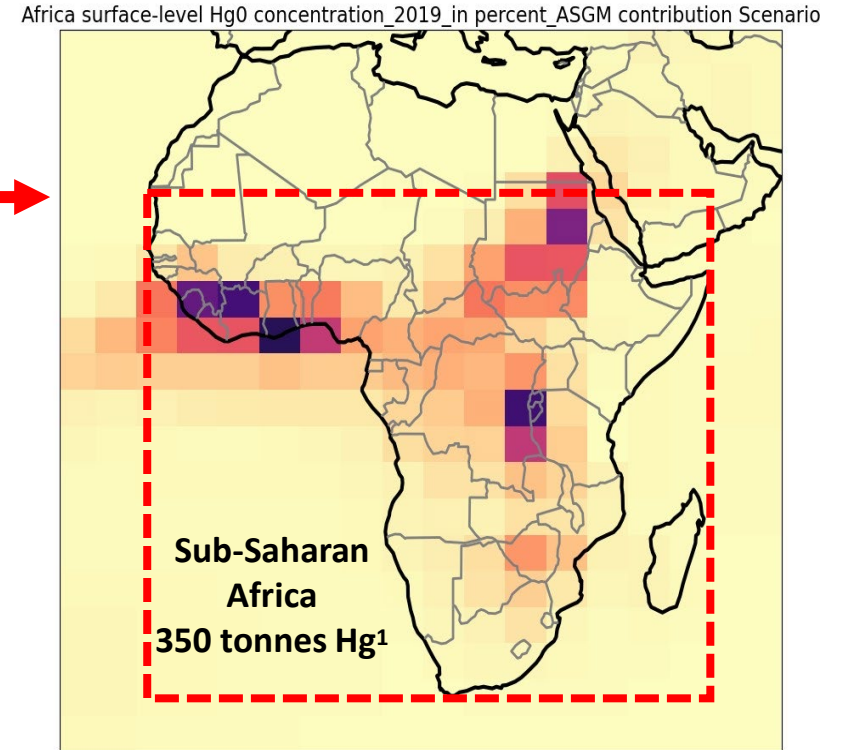 Africa surface-level Hg0 concentration_2019_in percent_ASGM contribution Scenario
Sub-Saharan
Africa
350 tonnes Hg¹